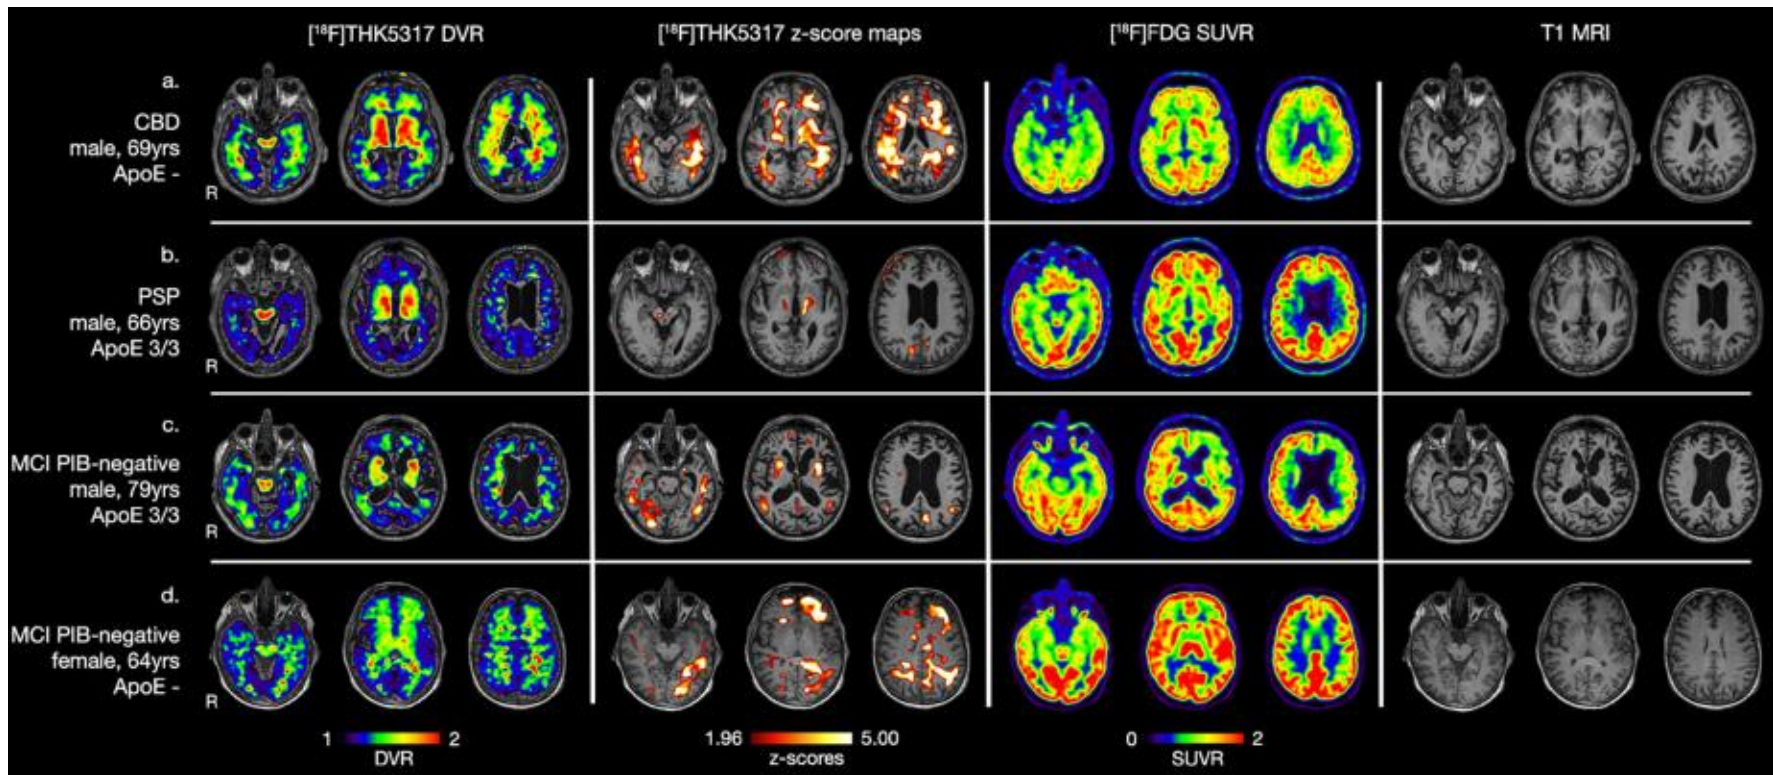 [¹⁸F]THK5317 DVR
[¹⁸F]THK5317 z-score maps
[¹⁸F]FDG SUVR
T1 MRI
a.
CBD
male, 69yrs
ApoE -
R
b.
PSP
male, 66yrs
ApoE 3/3
R
c.
MCI PIB-negative
male, 79yrs
ApoE 3/3
R
d.
MCI PIB-negative
female, 64yrs
ApoE -
R
1 2
DVR
1.96 5.00
z-scores
0 2
SUVR